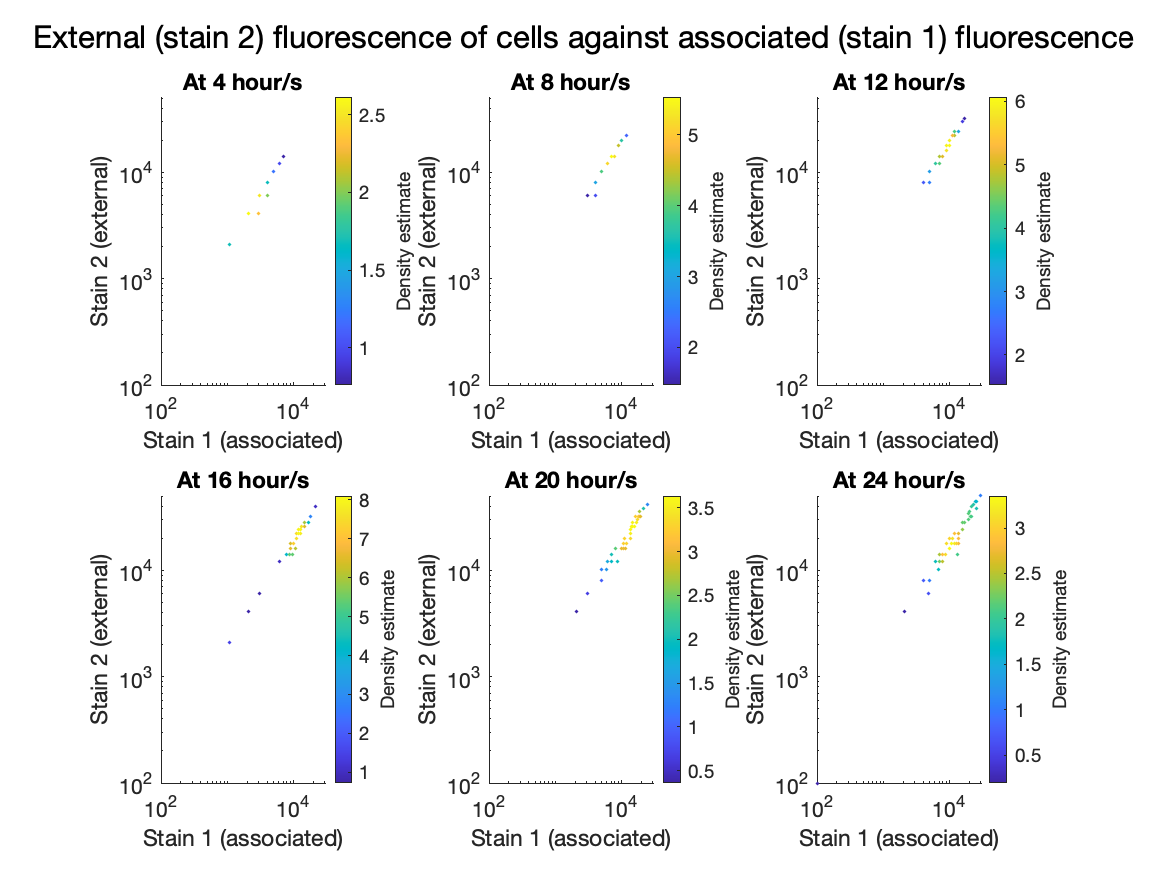 External (stain 2) fluorescence of cells against associated (stain 1) fluorescence
At 4 hour/s
Stain 2 (external)
10^4
10^3
10^2
10^2 10^4
Stain 1 (associated)
2.5
2
1.5
1
Density estimate
At 8 hour/s
Stain 2 (external)
10^4
10^3
10^2
10^2 10^4
Stain 1 (associated)
5
4
3
2
Density estimate
At 12 hour/s
Stain 2 (external)
10^4
10^3
10^2
10^2 10^4
Stain 1 (associated)
6
5
4
3
2
Density estimate
At 16 hour/s
Stain 2 (external)
10^4
10^3
10^2
10^2 10^4
Stain 1 (associated)
8
7
6
5
4
3
2
1
Density estimate
At 20 hour/s
Stain 2 (external)
10^4
10^3
10^2
10^2 10^4
Stain 1 (associated)
3.5
3
2.5
2
1.5
1
0.5
Density estimate
At 24 hour/s
Stain 2 (external)
10^4
10^3
10^2
10^2 10^4
Stain 1 (associated)
3
2.5
2
1.5
1
0.5
Density estimate